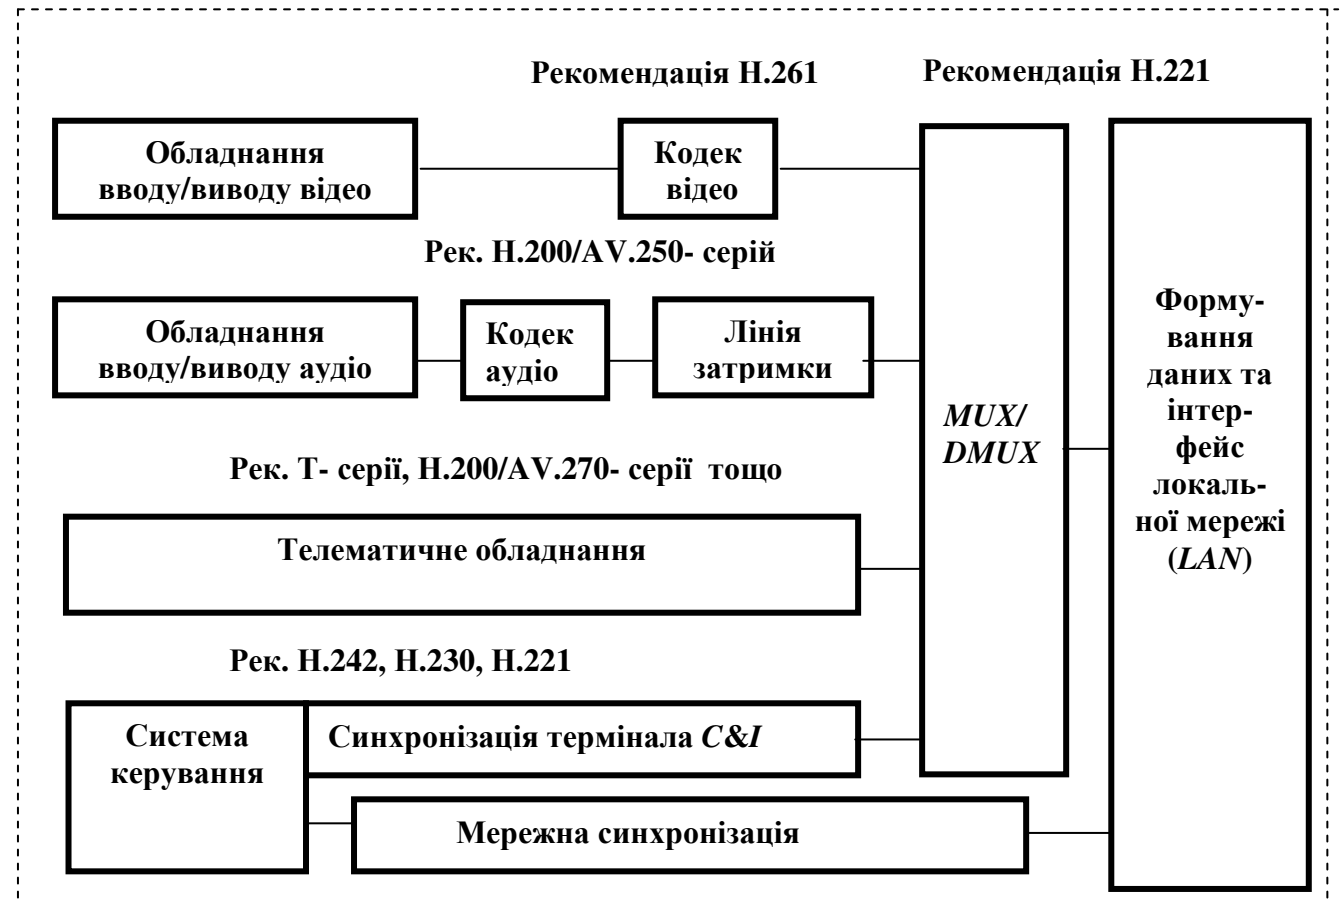 Рекомендація H.261
Рекомендація H.221
Обладнання
вводу/виводу відео
Кодек
відео
Рек. H.200/AV.250- серій
Обладнання
вводу/виводу аудіо
Кодек
аудіо
Лінія
затримки
MUX/
DMUX
Форму-
вання
даних та
інтер-
фейс
локаль-
ної мережі
(LAN)
Рек. Т- серії, H.200/AV.270- серії тощо
Телематичне обладнання
Рек. H.242, H.230, H.221
Система
керування
Синхронізація термінала C&I
Мережна синхронізація